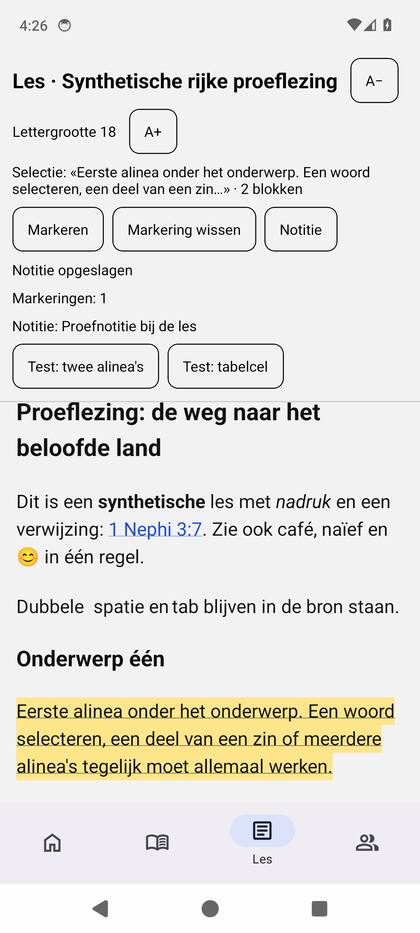 4:26
Les · Synthetische rijke proeflezing
A−
Lettergrootte 18
A+
Selectie: «Eerste alinea onder het onderwerp. Een woord
selecteren, een deel van een zin…» · 2 blokken
Markeren
Markering wissen
Notitie
Notitie opgeslagen
Markeringen: 1
Notitie: Proefnotitie bij de les
Test: twee alinea's
Test: tabelcel
Proeflezing: de weg naar het
beloofde land
Dit is een synthetische les met nadruk en een
verwijzing: 1 Nephi 3:7. Zie ook café, naïef en
😊 in één regel.
Dubbele  spatie en tab blijven in de bron staan.
Onderwerp één
Eerste alinea onder het onderwerp. Een woord
selecteren, een deel van een zin of meerdere
alinea's tegelijk moet allemaal werken.
Les